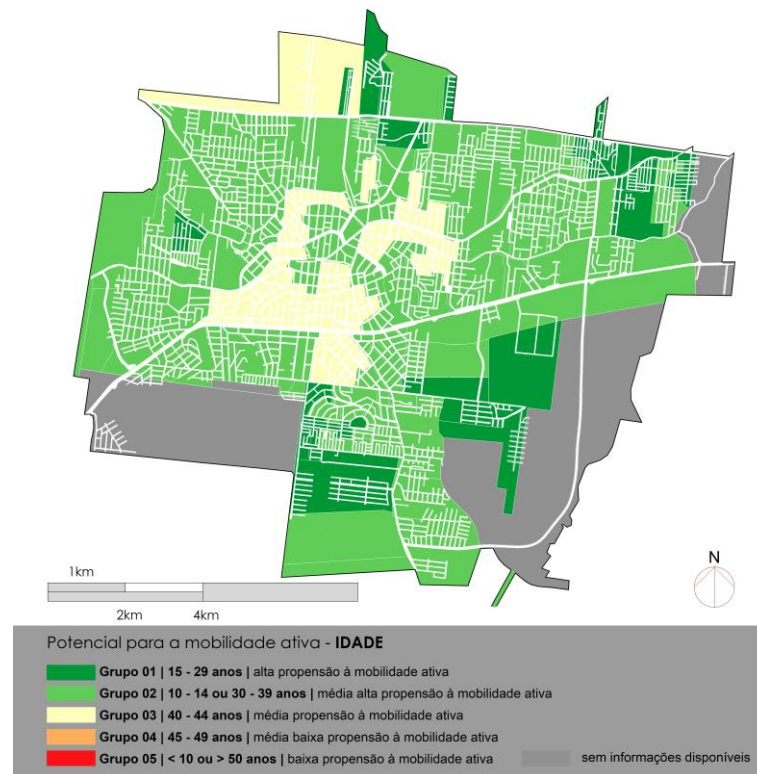 1km
2km 4km
N
Potencial para a mobilidade ativa - IDADE
Grupo 01 | 15 - 29 anos | alta propensão à mobilidade ativa
Grupo 02 | 10 - 14 ou 30 - 39 anos | média alta propensão à mobilidade ativa
Grupo 03 | 40 - 44 anos | média propensão à mobilidade ativa
Grupo 04 | 45 - 49 anos | média baixa propensão à mobilidade ativa
Grupo 05 | < 10 ou > 50 anos | baixa propensão à mobilidade ativa
sem informações disponíveis